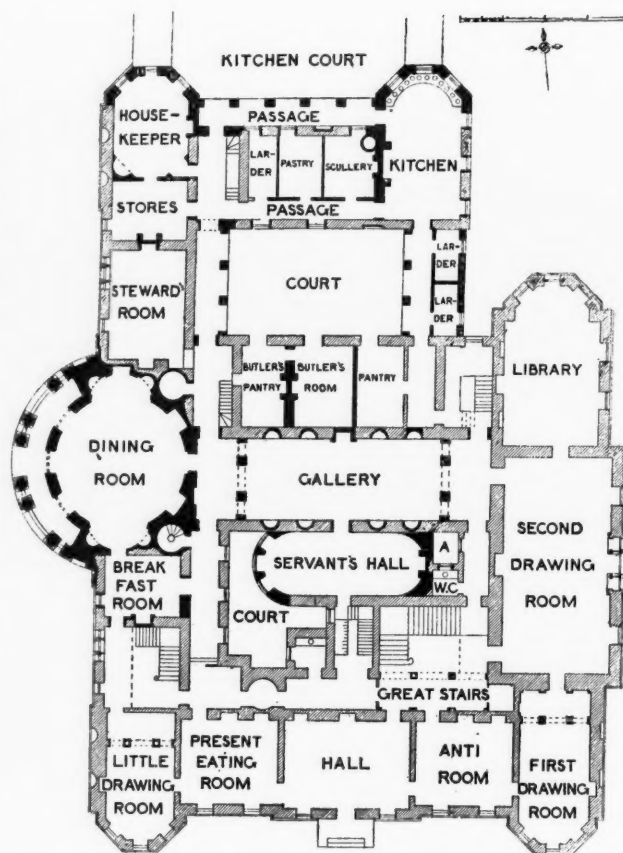 KITCHEN COURT
HOUSE-
KEEPER
PASSAGE
LAR-
DER
PASTRY
SCULLERY
KITCHEN
STORES
PASSAGE
STEWARD'S
ROOM
COURT
LAR-
DER
LAR-
DER
BUTLER'S
PANTRY
BUTLER'S
ROOM
PANTRY
LIBRARY
DINING
ROOM
GALLERY
SECOND
DRAWING
ROOM
SERVANT'S HALL
A
W.C.
BREAK
FAST
ROOM
COURT
GREAT STAIRS
LITTLE
DRAWING
ROOM
PRESENT
EATING
ROOM
HALL
ANTI
ROOM
FIRST
DRAWING
ROOM